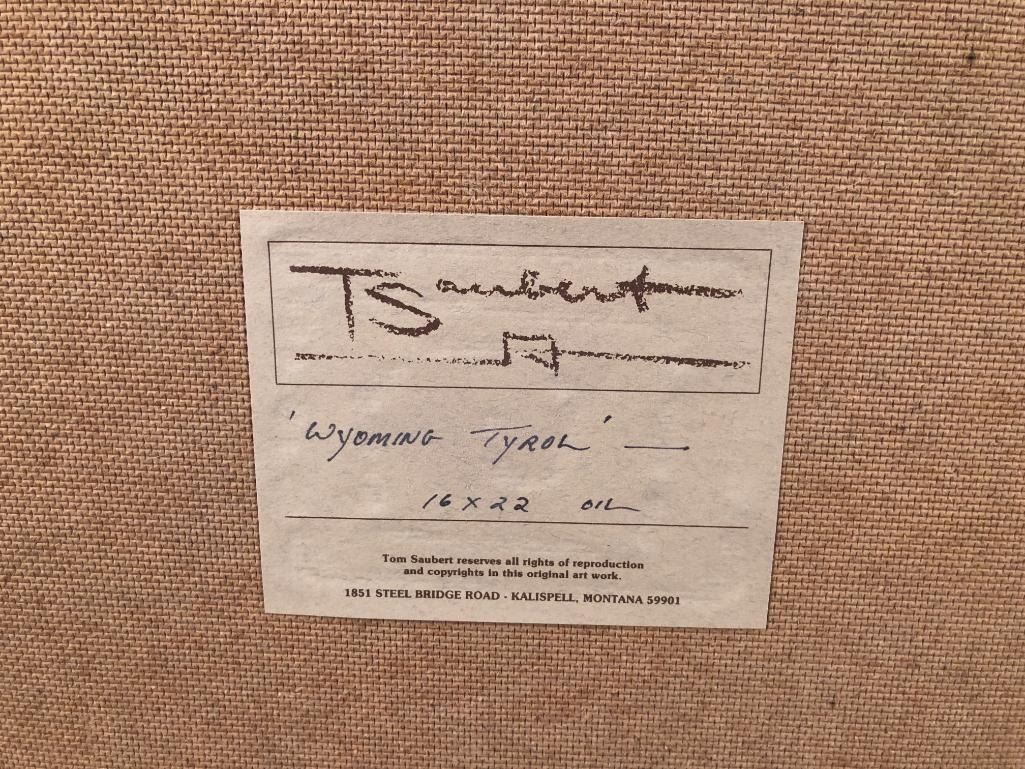 TSaubert
'WYOMING TYROL' —
16 X 22 OIL
Tom Saubert reserves all rights of reproduction
and copyrights in this original art work.
1851 STEEL BRIDGE ROAD - KALISPELL, MONTANA 59901